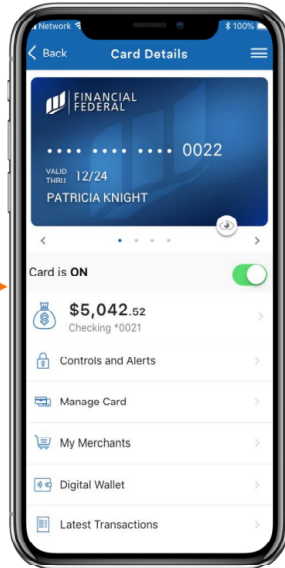 Network
100%
Back
Card Details
FINANCIAL
FEDERAL
•••• •••• •••• 0022
VALID
THRU 12/24
PATRICIA KNIGHT
Card is ON
$5,042.52
Checking *0021
Controls and Alerts
Manage Card
My Merchants
Digital Wallet
Latest Transactions